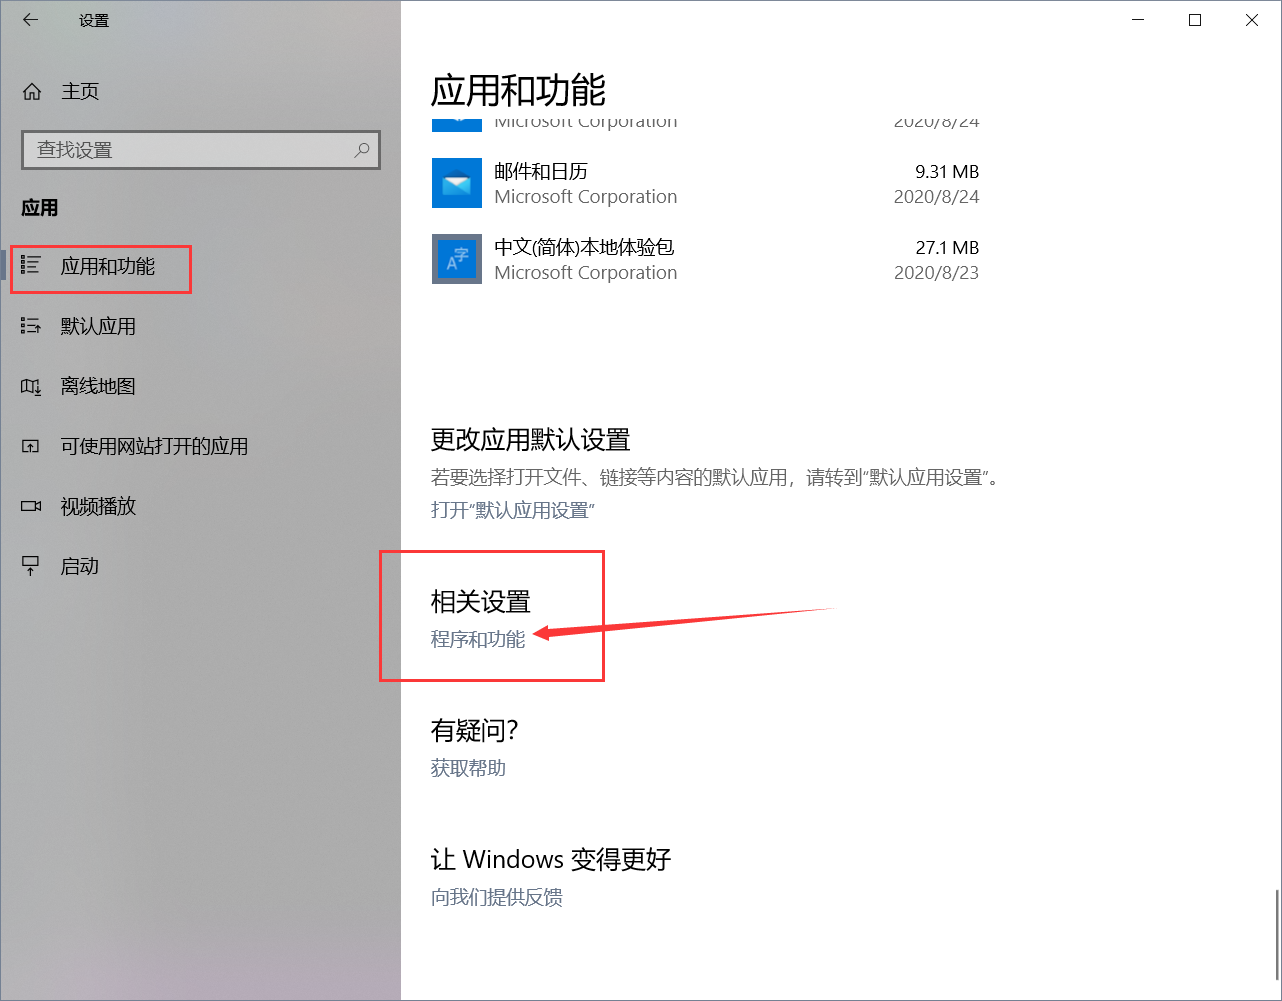 设置
主页
查找设置
应用
应用和功能
默认应用
离线地图
可使用网站打开的应用
视频播放
启动
应用和功能
Microsoft Corporation
2020/8/24
邮件和日历
9.31 MB
Microsoft Corporation
2020/8/24
中文(简体)本地体验包
27.1 MB
Microsoft Corporation
2020/8/23
更改应用默认设置
若要选择打开文件、链接等内容的默认应用，请转到“默认应用设置”。
打开“默认应用设置”
相关设置
程序和功能
有疑问?
获取帮助
让 Windows 变得更好
向我们提供反馈